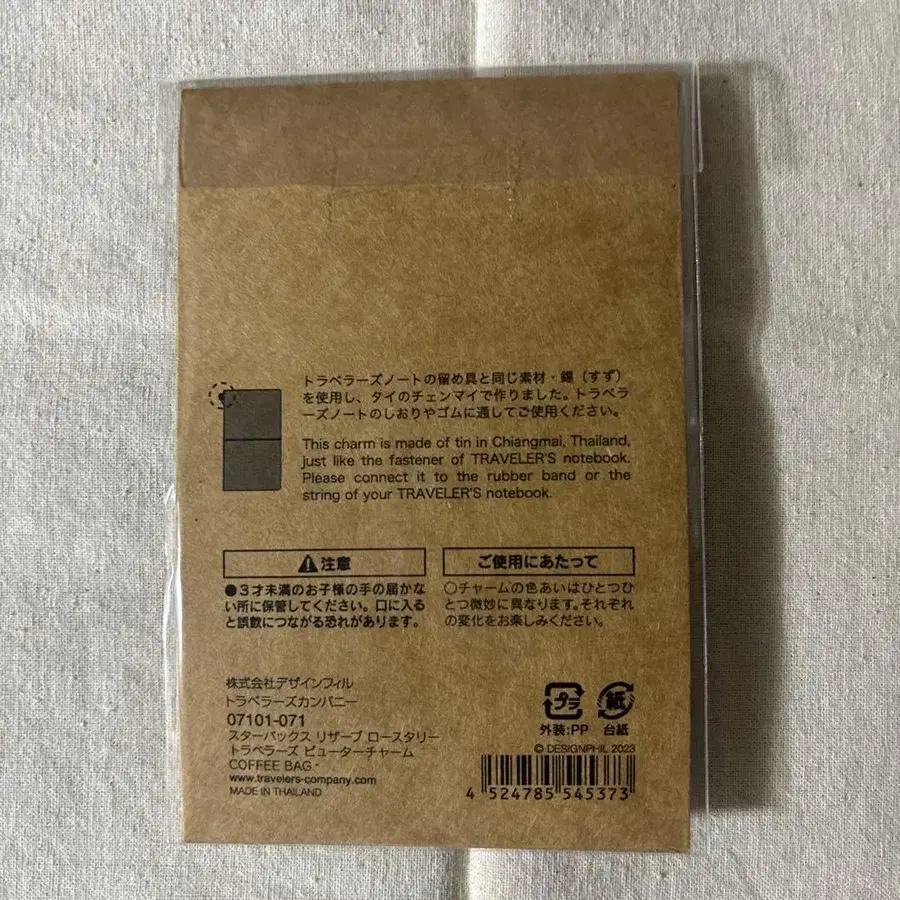 トラベラーズノートの留め具と同じ素材・錫（すず）
を使用し、タイのチェンマイで作りました。トラベラ
ーズノートのしおりやゴムに通してご使用ください。
This charm is made of tin in Chiangmai, Thailand,
just like the fastener of TRAVELER'S notebook.
Please connect it to the rubber band or the
string of your TRAVELER'S notebook.
注意
●３才未満のお子様の手の届かな
い所に保管してください。口に入る
と誤飲につながる恐れがあります。
ご使用にあたって
○チャームの色あいはひとつひ
とつ微妙に異なります。それぞれ
の変化をお楽しみください。
株式会社デザインフィル
トラベラーズカンパニー
07101-071
スターバックス リザーブ ロースタリー
トラベラーズ ピューターチャーム
COFFEE BAG・
www.travelers-company.com
MADE IN THAILAND
プラ 紙
外装:PP 台紙
© DESIGNPHIL 2023
4 524785 545373